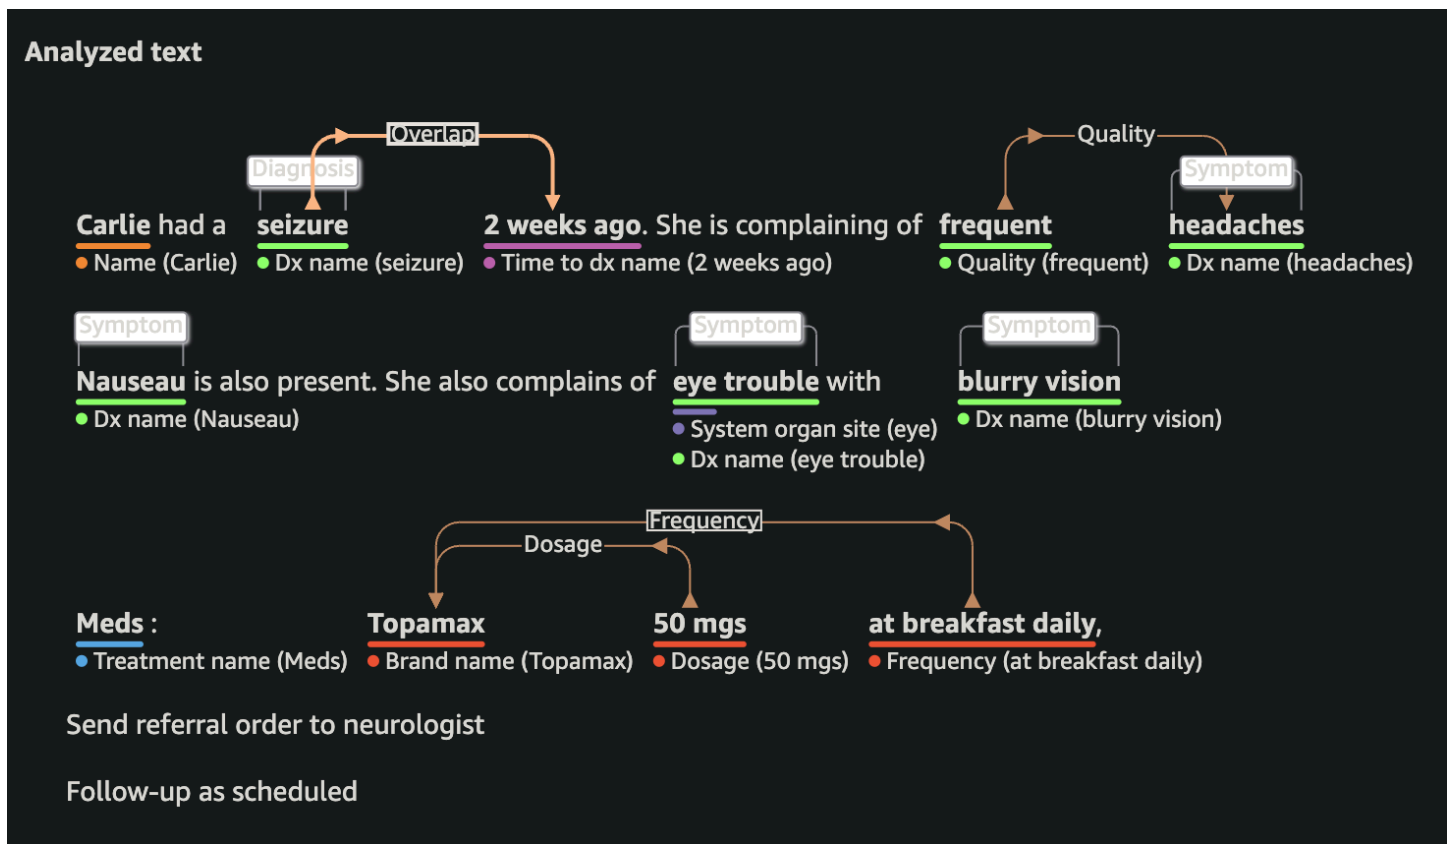 Analyzed text
Overlap Quality
Diagnosis Symptom
Carlie had a seizure 2 weeks ago. She is complaining of frequent headaches
Name (Carlie) Dx name (seizure) Time to dx name (2 weeks ago) Quality (frequent) Dx name (headaches)
Symptom Symptom Symptom
Nauseau is also present. She also complains of eye trouble with blurry vision
Dx name (Nauseau) System organ site (eye) Dx name (blurry vision)
Dx name (eye trouble)
Frequency
Dosage
Meds : Topamax 50 mgs at breakfast daily,
Treatment name (Meds) Brand name (Topamax) Dosage (50 mgs) Frequency (at breakfast daily)
Send referral order to neurologist
Follow-up as scheduled